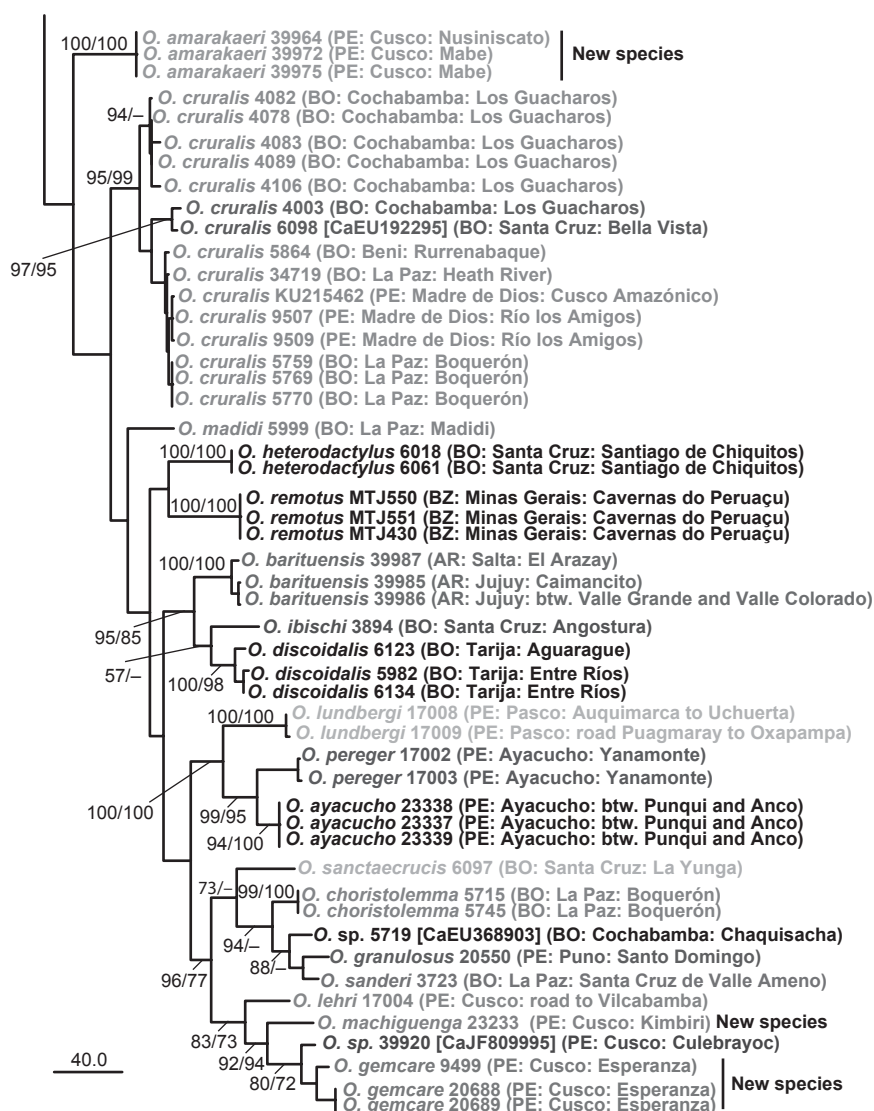 100/100
O. amarakaeri 39964 (PE: Cusco: Nusiniscato)
O. amarakaeri 39972 (PE: Cusco: Mabe)
O. amarakaeri 39975 (PE: Cusco: Mabe)
New species
O. cruralis 4082 (BO: Cochabamba: Los Guacharos)
94/–
O. cruralis 4078 (BO: Cochabamba: Los Guacharos)
O. cruralis 4083 (BO: Cochabamba: Los Guacharos)
O. cruralis 4089 (BO: Cochabamba: Los Guacharos)
95/99
O. cruralis 4106 (BO: Cochabamba: Los Guacharos)
O. cruralis 4003 (BO: Cochabamba: Los Guacharos)
O. cruralis 6098 [CaEU192295] (BO: Santa Cruz: Bella Vista)
97/95
O. cruralis 5864 (BO: Beni: Rurrenabaque)
O. cruralis 34719 (BO: La Paz: Heath River)
O. cruralis KU215462 (PE: Madre de Dios: Cusco Amazónico)
O. cruralis 9507 (PE: Madre de Dios: Río los Amigos)
O. cruralis 9509 (PE: Madre de Dios: Río los Amigos)
O. cruralis 5759 (BO: La Paz: Boquerón)
O. cruralis 5769 (BO: La Paz: Boquerón)
O. cruralis 5770 (BO: La Paz: Boquerón)
O. madidi 5999 (BO: La Paz: Madidi)
100/100
O. heterodactylus 6018 (BO: Santa Cruz: Santiago de Chiquitos)
O. heterodactylus 6061 (BO: Santa Cruz: Santiago de Chiquitos)
O. remotus MTJ550 (BZ: Minas Gerais: Cavernas do Peruaçu)
100/100
O. remotus MTJ551 (BZ: Minas Gerais: Cavernas do Peruaçu)
O. remotus MTJ430 (BZ: Minas Gerais: Cavernas do Peruaçu)
100/100
O. barituensis 39987 (AR: Salta: El Arazay)
O. barituensis 39985 (AR: Jujuy: Caimancito)
O. barituensis 39986 (AR: Jujuy: btw. Valle Grande and Valle Colorado)
95/85
O. ibischi 3894 (BO: Santa Cruz: Angostura)
O. discoidalis 6123 (BO: Tarija: Aguarague)
57/–
O. discoidalis 5982 (BO: Tarija: Entre Ríos)
100/98
O. discoidalis 6134 (BO: Tarija: Entre Ríos)
100/100
O. lundbergi 17008 (PE: Pasco: Auquimarca to Uchuerta)
O. lundbergi 17009 (PE: Pasco: road Puagmaray to Oxapampa)
O. pereger 17002 (PE: Ayacucho: Yanamonte)
O. pereger 17003 (PE: Ayacucho: Yanamonte)
100/100
99/95
O. ayacucho 23338 (PE: Ayacucho: btw. Punqui and Anco)
O. ayacucho 23337 (PE: Ayacucho: btw. Punqui and Anco)
94/100
O. ayacucho 23339 (PE: Ayacucho: btw. Punqui and Anco)
O. sanctaecrucis 6097 (BO: Santa Cruz: La Yunga)
73/–
99/100
O. choristolemma 5715 (BO: La Paz: Boquerón)
O. choristolemma 5745 (BO: La Paz: Boquerón)
94/–
O. sp. 5719 [CaEU368903] (BO: Cochabamba: Chaquisacha)
88/–
O. granulosus 20550 (PE: Puno: Santo Domingo)
96/77
O. sanderi 3723 (BO: La Paz: Santa Cruz de Valle Ameno)
O. lehri 17004 (PE: Cusco: road to Vilcabamba)
83/73
O. machiguenga 23233 (PE: Cusco: Kimbiri) New species
92/94
O. sp. 39920 [CaJF809995] (PE: Cusco: Culebrayoc)
40.0
80/72
O. gemcare 9499 (PE: Cusco: Esperanza)
O. gemcare 20688 (PE: Cusco: Esperanza)
O. gemcare 20689 (PE: Cusco: Esperanza)
New species